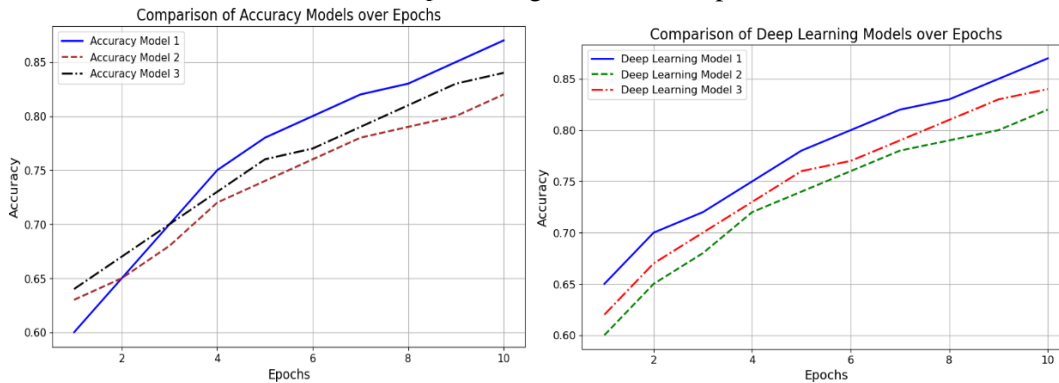 Comparison of Accuracy Models over Epochs
Accuracy Model 1
Accuracy Model 2
Accuracy Model 3
0.85
0.80
0.75
0.70
0.65
0.60
Accuracy
2
4
6
8
10
Epochs
Comparison of Deep Learning Models over Epochs
Deep Learning Model 1
Deep Learning Model 2
Deep Learning Model 3
0.85
0.80
0.75
0.70
0.65
0.60
Accuracy
2
4
6
8
10
Epochs